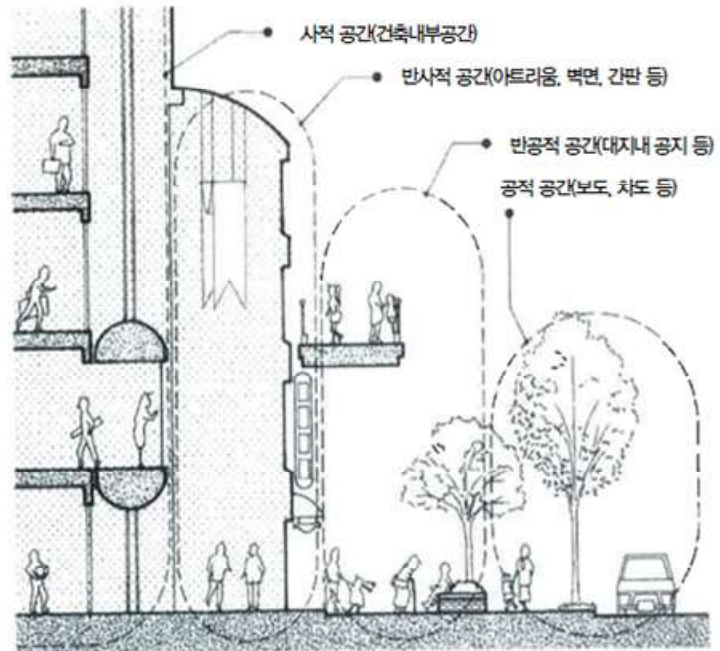 사적 공간(건축내부공간)
반사적 공간(아트리움, 벽면, 간판 등)
반공적 공간(대지내 공지 등)
공적 공간(보도, 차도 등)